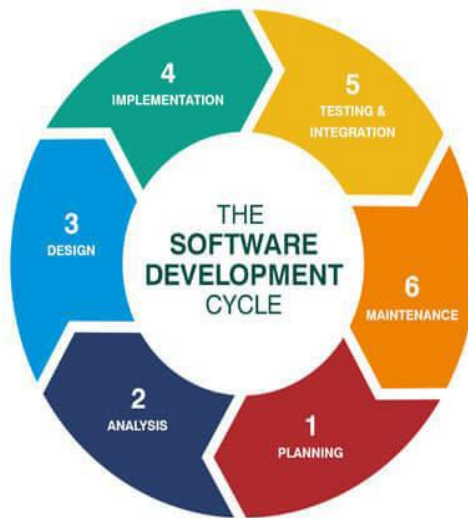 THE
SOFTWARE
DEVELOPMENT
CYCLE
1
PLANNING
2
ANALYSIS
3
DESIGN
4
IMPLEMENTATION
5
TESTING &
INTEGRATION
6
MAINTENANCE